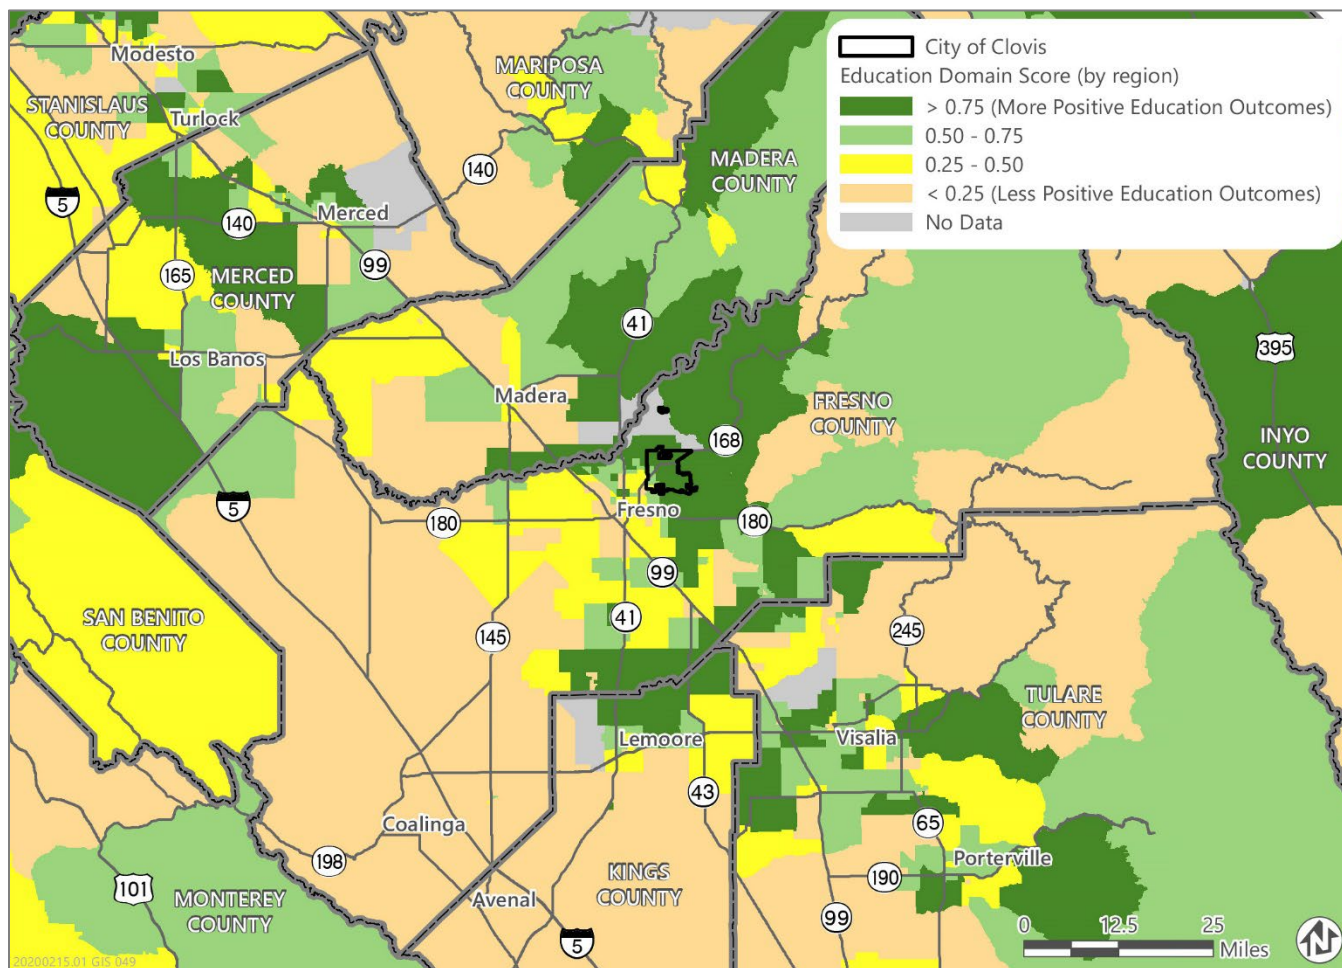 City of Clovis
Education Domain Score (by region)
> 0.75 (More Positive Education Outcomes)
0.50 - 0.75
0.25 - 0.50
< 0.25 (Less Positive Education Outcomes)
No Data
Modesto
STANISLAUS
COUNTY
Turlock
MARIPOSA
COUNTY
140
MADERA
COUNTY
5
140
Merced
165
99
MERCED
COUNTY
41
395
Los Banos
Madera
FRESNO
COUNTY
168
INYO
COUNTY
5
180
Fresno
180
99
SAN BENITO
COUNTY
145
41
245
TULARE
COUNTY
Lemoore
Visalia
43
65
Coalinga
198
Porterville
101
KINGS
COUNTY
190
MONTEREY
COUNTY
Avenal
99
5
0 12.5 25
Miles
N
20200215.01 GIS 049